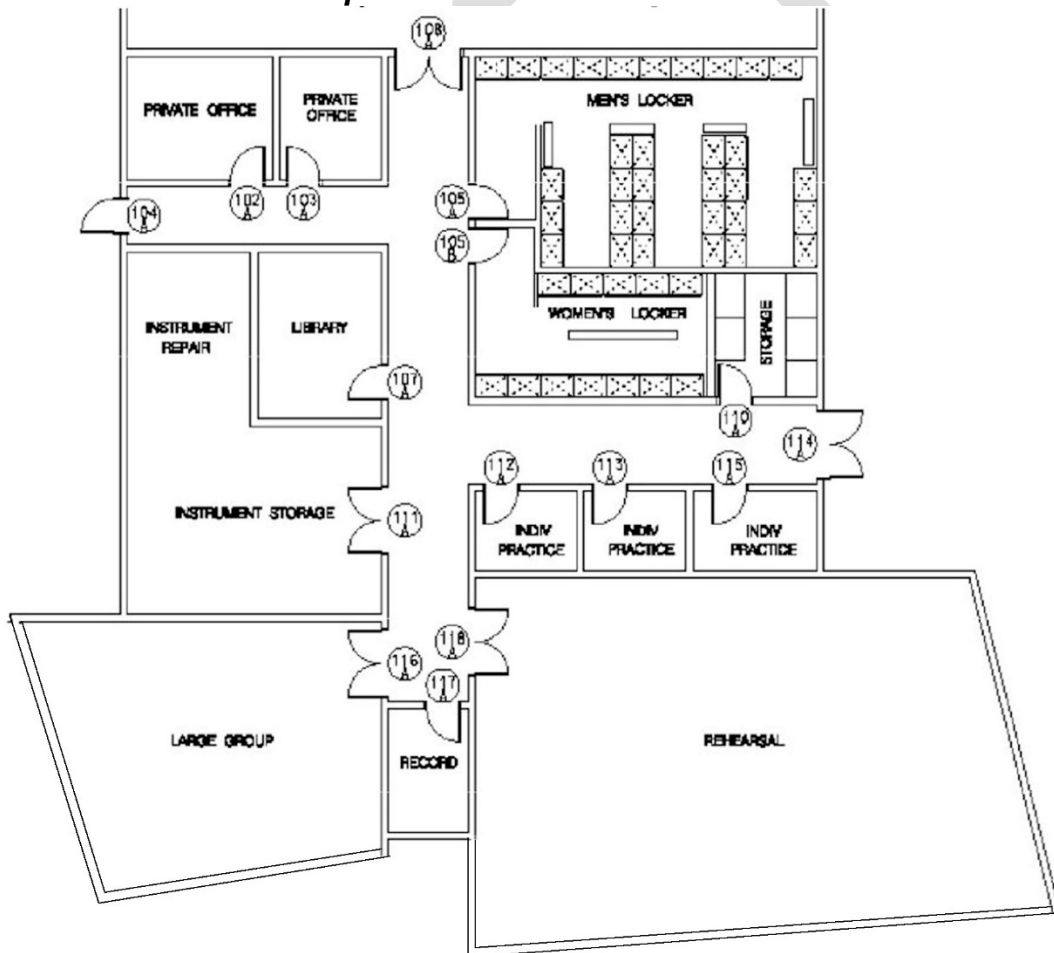 108
A
PRIVATE OFFICE
PRIVATE
OFFICE
MEN'S LOCKER
102
A
103
A
104
A
105
A
105
B
INSTRUMENT
REPAIR
LIBRARY
WOMEN'S LOCKER
STORAGE
107
A
110
A
114
A
112
A
113
A
115
A
INSTRUMENT STORAGE
111
A
INDIV
PRACTICE
INDIV
PRACTICE
INDIV
PRACTICE
118
A
116
A
117
A
LARGE GROUP
RECORD
REHEARSAL